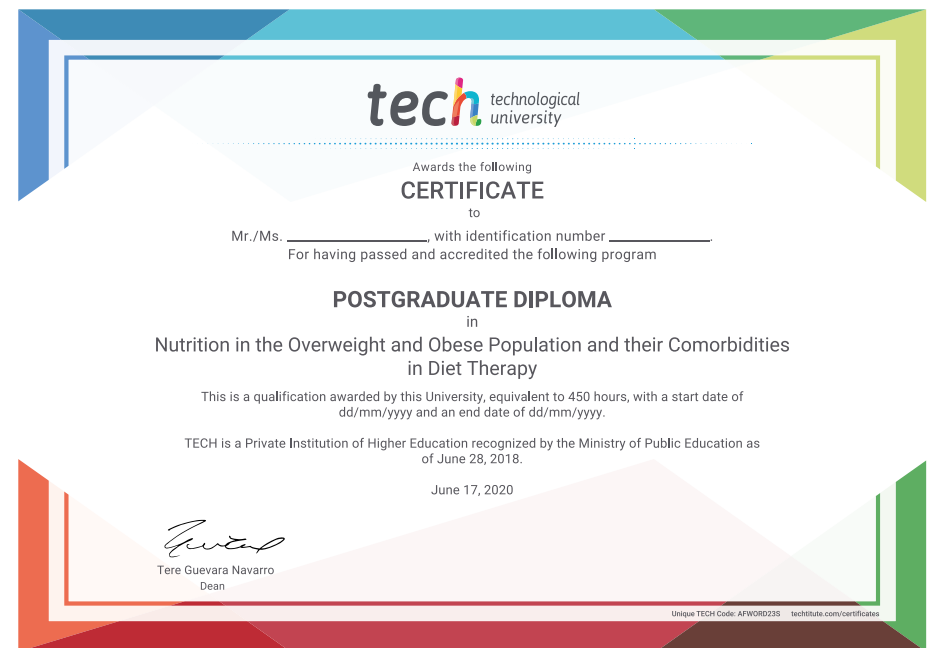 tech technological
university
Awards the following
CERTIFICATE
to
Mr./Ms. ____________, with identification number ____________.
For having passed and accredited the following program
POSTGRADUATE DIPLOMA
in
Nutrition in the Overweight and Obese Population and their Comorbidities
in Diet Therapy
This is a qualification awarded by this University, equivalent to 450 hours, with a start date of
dd/mm/yyyy and an end date of dd/mm/yyyy.
TECH is a Private Institution of Higher Education recognized by the Ministry of Public Education as
of June 28, 2018.
June 17, 2020
Tere Guevara Navarro
Dean
Unique TECH Code: AFWORD23S techtitute.com/certificates